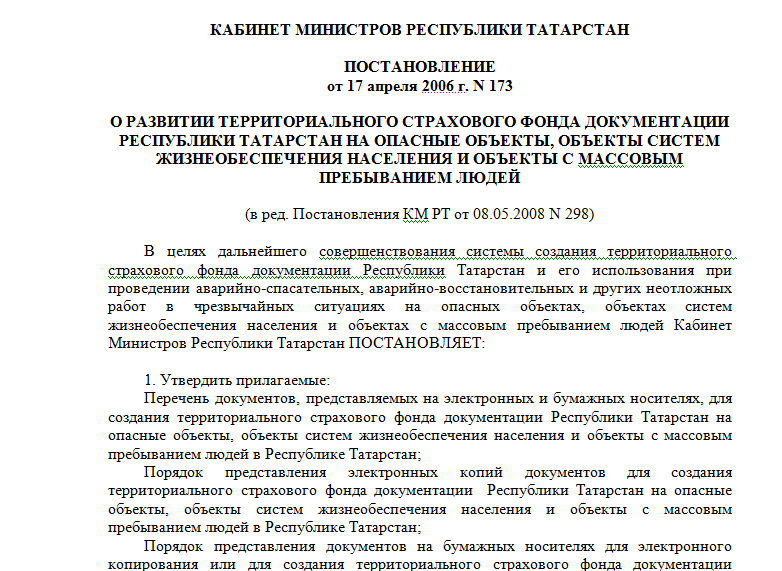 КАБИНЕТ МИНИСТРОВ РЕСПУБЛИКИ ТАТАРСТАН
ПОСТАНОВЛЕНИЕ
от 17 апреля 2006 г. N 173
О РАЗВИТИИ ТЕРРИТОРИАЛЬНОГО СТРАХОВОГО ФОНДА ДОКУМЕНТАЦИИ
РЕСПУБЛИКИ ТАТАРСТАН НА ОПАСНЫЕ ОБЪЕКТЫ, ОБЪЕКТЫ СИСТЕМ
ЖИЗНЕОБЕСПЕЧЕНИЯ НАСЕЛЕНИЯ И ОБЪЕКТЫ С МАССОВЫМ
ПРЕБЫВАНИЕМ ЛЮДЕЙ
(в ред. Постановления КМ РТ от 08.05.2008 N 298)
В целях дальнейшего совершенствования системы создания территориального
страхового фонда документации Республики Татарстан и его использования при
проведении аварийно-спасательных, аварийно-восстановительных и других неотложных
работ в чрезвычайных ситуациях на опасных объектах, объектах систем
жизнеобеспечения населения и объектах с массовым пребыванием людей Кабинет
Министров Республики Татарстан ПОСТАНОВЛЯЕТ:
1. Утвердить прилагаемые:
Перечень документов, представляемых на электронных и бумажных носителях, для
создания территориального страхового фонда документации Республики Татарстан на
опасные объекты, объекты систем жизнеобеспечения населения и объекты с массовым
пребыванием людей в Республике Татарстан;
Порядок представления электронных копий документов для создания
территориального страхового фонда документации Республики Татарстан на опасные
объекты, объекты систем жизнеобеспечения населения и объекты с массовым
пребыванием людей в Республике Татарстан;
Порядок представления документов на бумажных носителях для электронного
копирования или для создания территориального страхового фонда документации